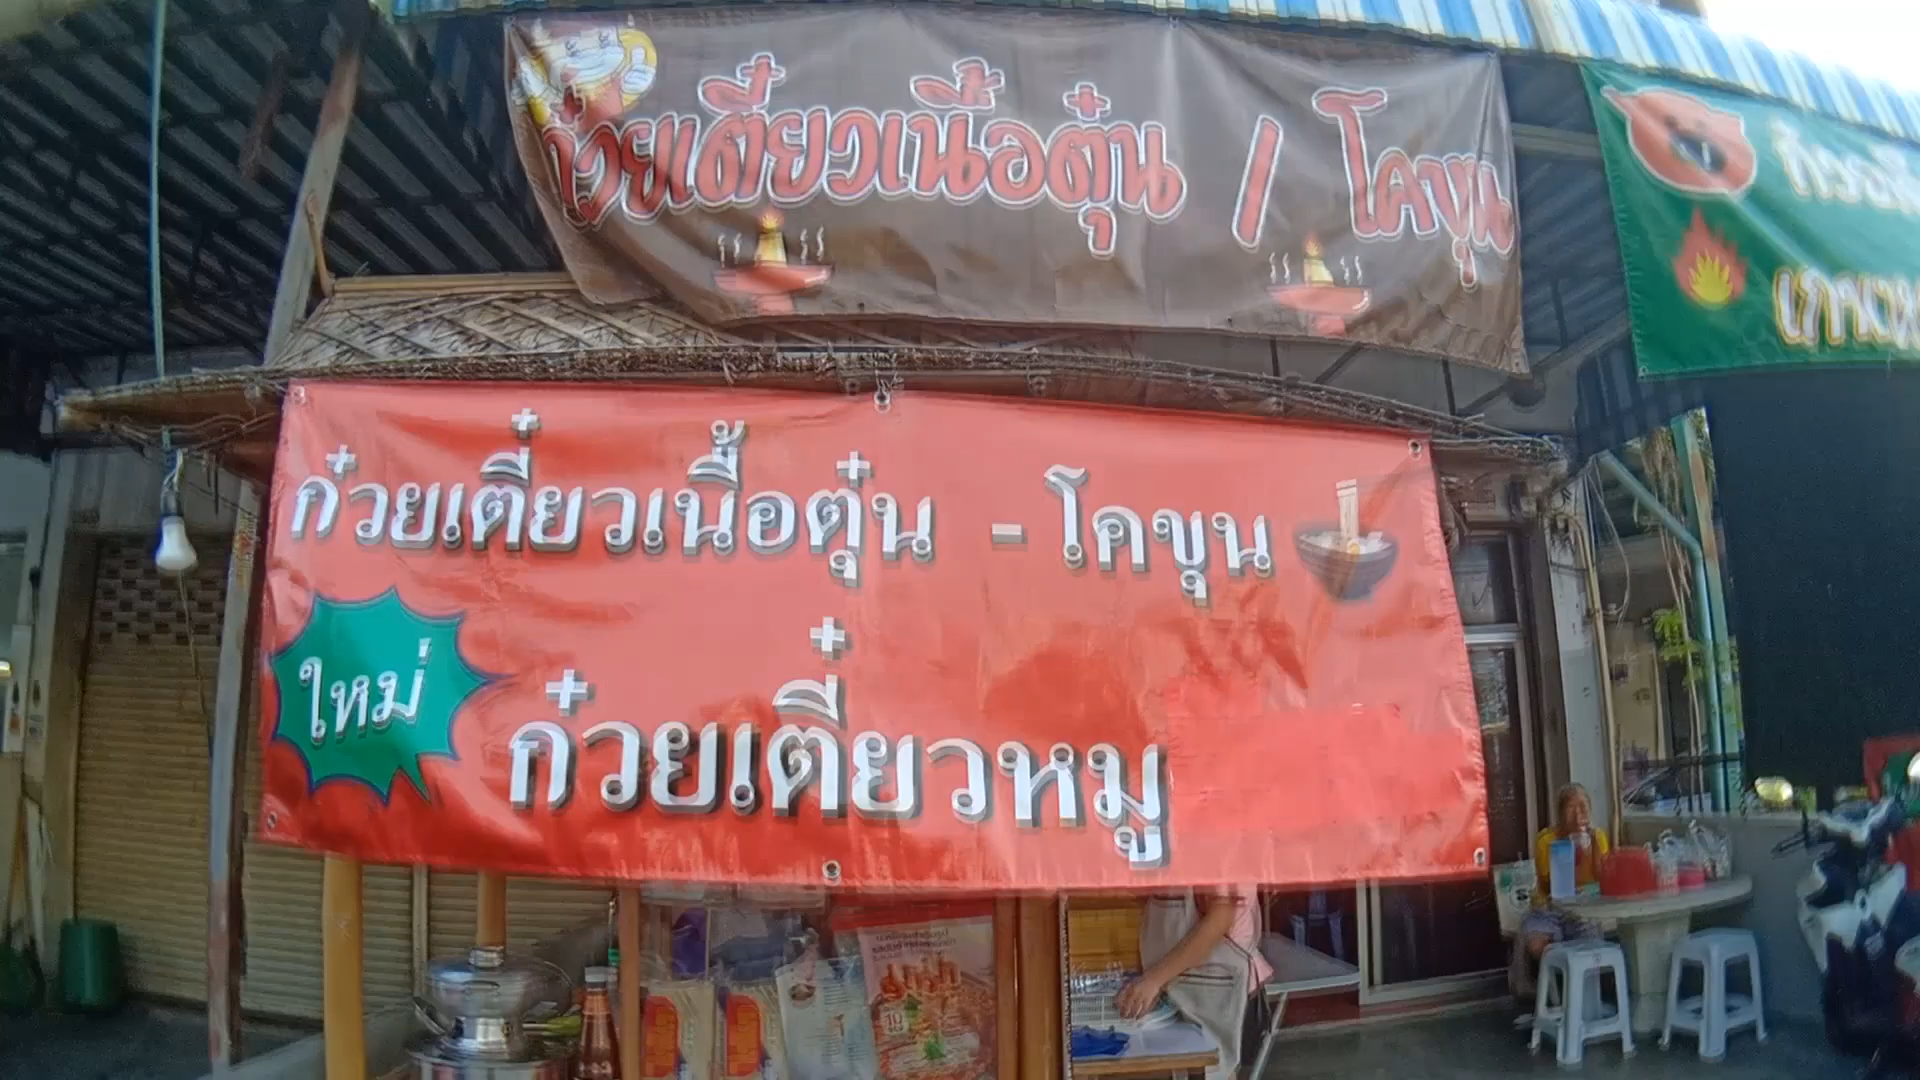 ก๋วยเตี๋ยวเนื้อตุ๋น / โคขุน
ก๋วยเตี๋ยวเนื้อตุ๋น - โคขุน
ใหม่
ก๋วยเตี๋ยวหมู